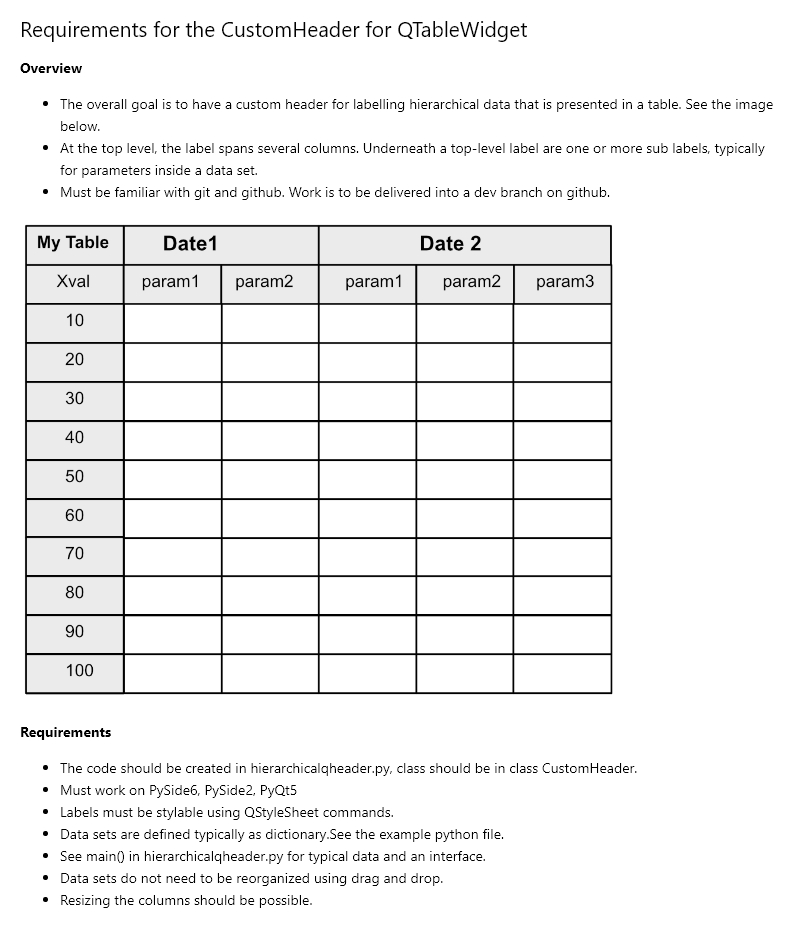 Requirements for the CustomHeader for QTableWidget
Overview
The overall goal is to have a custom header for labelling hierarchical data that is presented in a table. See the image
below.
At the top level, the label spans several columns. Underneath a top-level label are one or more sub labels, typically
for parameters inside a data set.
Must be familiar with git and github. Work is to be delivered into a dev branch on github.
My Table Date1 Date 2
Xval param1 param2 param1 param2 param3
10
20
30
40
50
60
70
80
90
100
Requirements
The code should be created in hierarchicalqheader.py, class should be in class CustomHeader.
Must work on PySide6, PySide2, PyQt5
Labels must be stylable using QStyleSheet commands.
Data sets are defined typically as dictionary.See the example python file.
See main() in hierarchicalqheader.py for typical data and an interface.
Data sets do not need to be reorganized using drag and drop.
Resizing the columns should be possible.